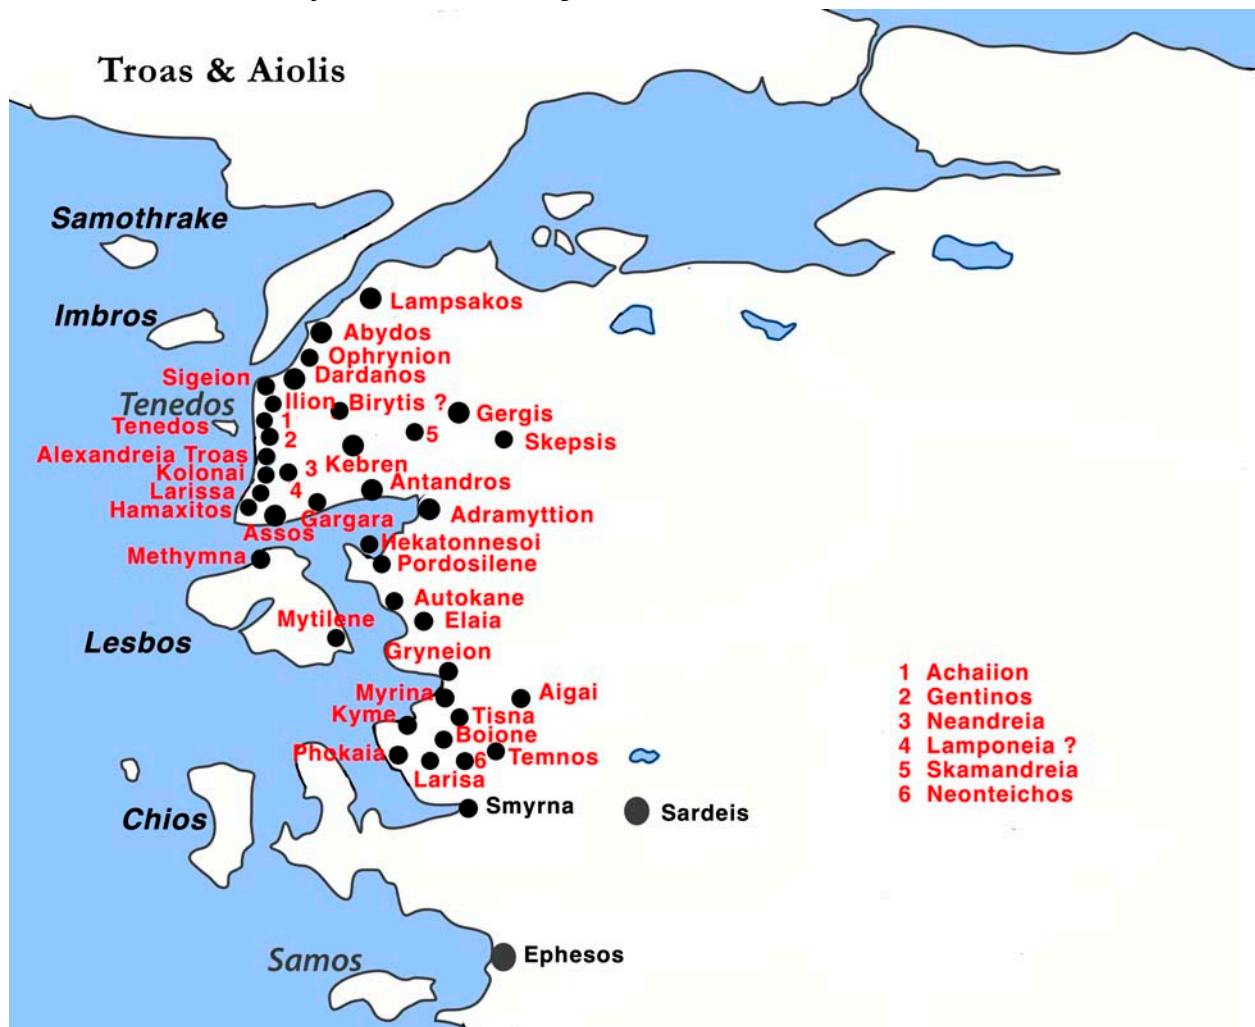 Troas & Aiolis
Samothrake
Imbros
Lampsakos
Abydos
Ophrynion
Sigeion
Dardanos
Tenedos
Ilion
Birytis ?
Gergis
Tenedos
1
2
5
Skepsis
Alexandreia Troas
Kebren
Kolonai
3
Larissa
4
Antandros
Hamaxitos
Gargara
Adramyttion
Assos
Hekatonnesoi
Methymna
Pordosilene
Autokane
Mytilene
Elaia
Lesbos
Gryneion
Myrina
Aigai
Kyme
Tisna
Boione
Phokaia
6
Temnos
Larisa
Smyrna
Sardeis
Chios
1 Achaiion
2 Gentinos
3 Neandreia
4 Lamponeia ?
5 Skamandreia
6 Neonteichos
Ephesos
Samos